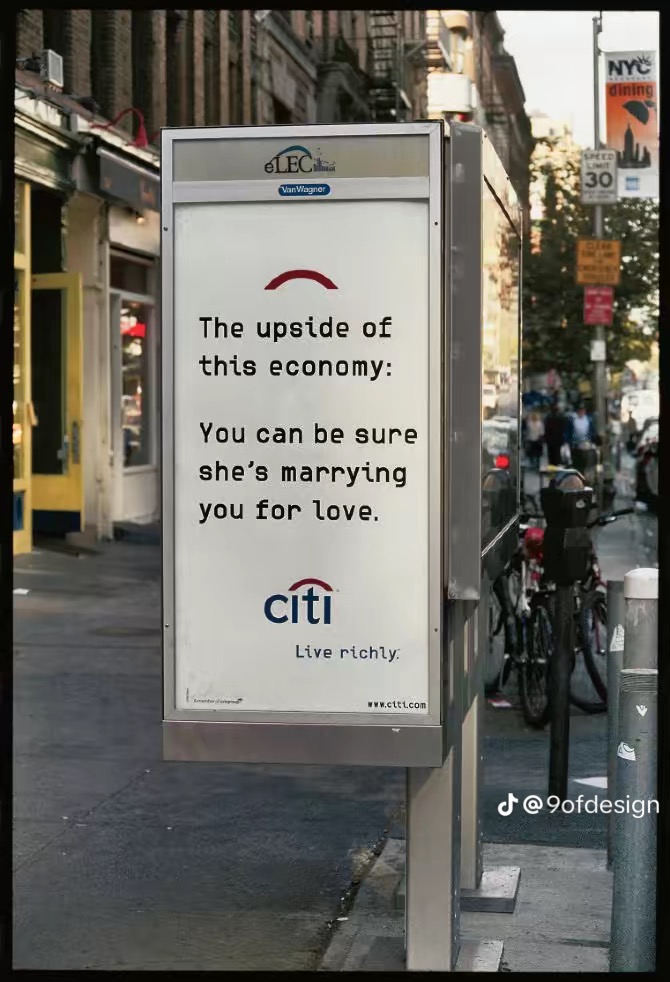 eLEC
VanWagner
The upside of
this economy:
You can be sure
she's marrying
you for love.
citi
Live richly.
www.citi.com
NYC
dining
SPEED
LIMIT
30
@9ofdesign